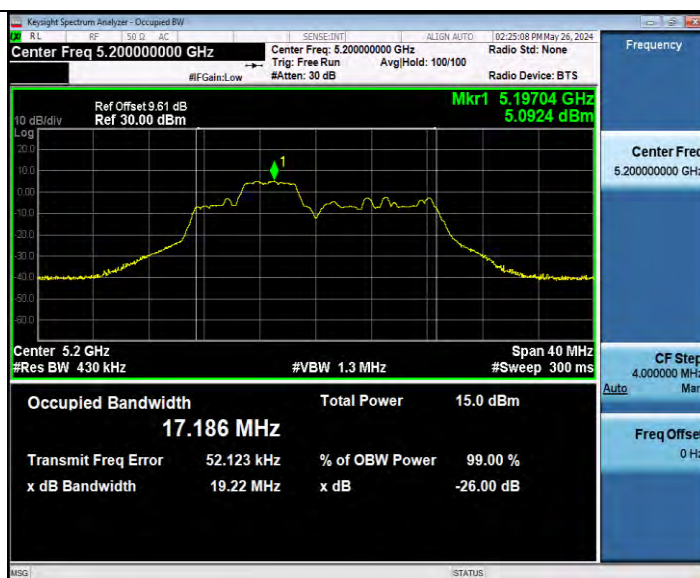 Keysight Spectrum Analyzer - Occupied BW
RL RF 50 Ω AC SENSE:INT ALIGN AUTO 02:25:08 PM May 26, 2024
Center Freq 5.200000000 GHz
Center Freq: 5.200000000 GHz Radio Std: None
Trig: Free Run Avg|Hold: 100/100
#IFGain:Low #Atten: 30 dB Radio Device: BTS
Frequency
Ref Offset 9.61 dB Mkr1 5.19704 GHz
10 dB/div Ref 30.00 dBm 5.0924 dBm
Log
20.0
10.0
0.00
-10.0
-20.0
-30.0
-40.0
-50.0
-60.0
1
Center 5.2 GHz Span 40 MHz
#Res BW 430 kHz #VBW 1.3 MHz #Sweep 300 ms
Occupied Bandwidth Total Power 15.0 dBm
17.186 MHz
Transmit Freq Error 52.123 kHz % of OBW Power 99.00 %
x dB Bandwidth 19.22 MHz x dB -26.00 dB
Center Freq
5.200000000 GHz
CF Step
4.000000 MHz
Auto Man
Freq Offset
0 Hz
MSG STATUS